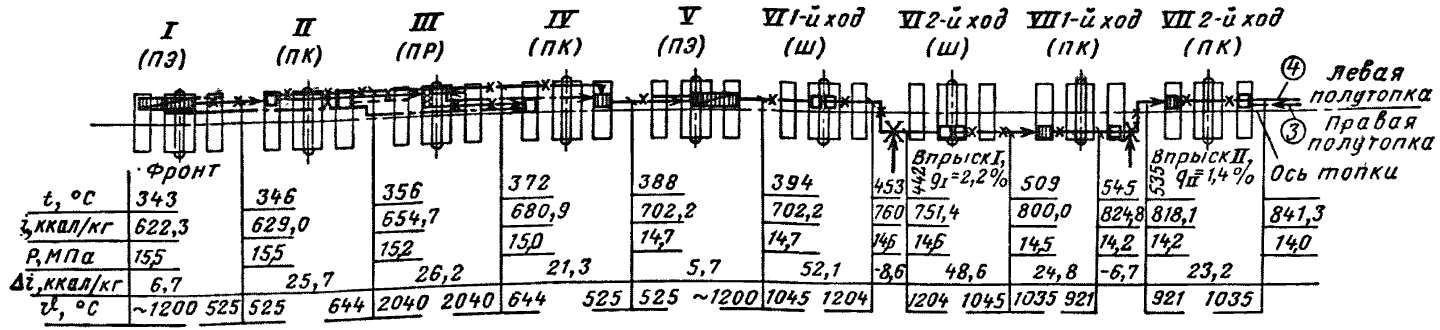 I II III IV V VI 1-й ход VI 2-й ход VII 1-й ход VII 2-й ход
(ПЭ) (ПК) (ПР) (ПК) (ПЭ) (Ш) (Ш) (ПК) (ПК)
④ левая
полутопка
③ Правая
полутопка
Ось топки
Фронт
Впрыск I,
qI=2,2%
Впрыск II,
qII=1,4%
t, °С 343 346 356 372 388 394 453 442 509 545 535
i, ккал/кг 622,3 629,0 654,7 680,9 702,2 702,2 760 751,4 800,0 824,8 818,1 841,3
P, МПа 15,5 15,5 15,2 15,0 14,7 14,7 14,6 14,6 14,5 14,2 14,2 14,0
Δi, ккал/кг 6,7 25,7 26,2 21,3 5,7 52,1 -8,6 48,6 24,8 -6,7 23,2
ϑ, °С ~1200 525 525 644 2040 2040 644 525 525 ~1200 1045 1204 1204 1045 1035 921 921 1035